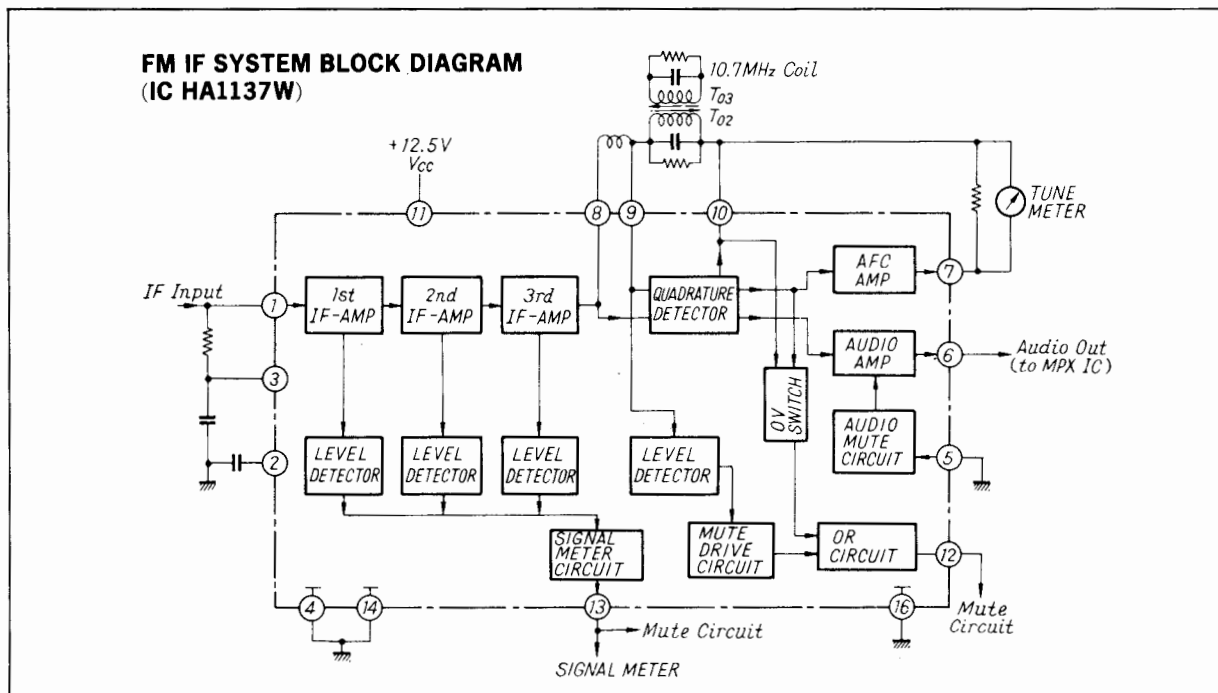 FM IF SYSTEM BLOCK DIAGRAM
(IC HA1137W)
10.7MHz Coil
T03
T02
+12.5V
Vcc
TUNE
METER
11
8
9
10
IF Input
1
1st
IF-AMP
2nd
IF-AMP
3rd
IF-AMP
QUADRATURE
DETECTOR
AFC
AMP
7
3
AUDIO
AMP
6
Audio Out
(to MPX IC)
OV
SWITCH
2
LEVEL
DETECTOR
LEVEL
DETECTOR
LEVEL
DETECTOR
LEVEL
DETECTOR
AUDIO
MUTE
CIRCUIT
5
SIGNAL
METER
CIRCUIT
MUTE
DRIVE
CIRCUIT
OR
CIRCUIT
12
4
14
13
16
Mute
Circuit
Mute Circuit
SIGNAL METER